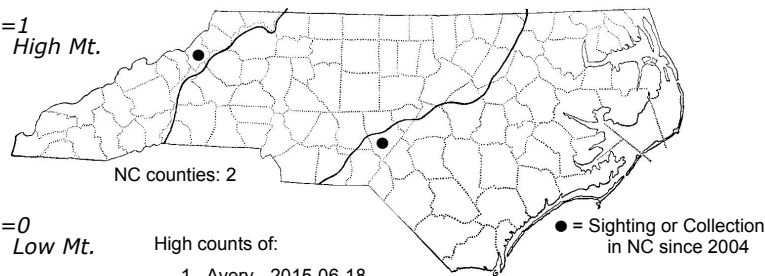 =1
High Mt.
NC counties: 2
=0
Low Mt.
High counts of:
1 - Avery - 2015-06-18
● = Sighting or Collection
in NC since 2004